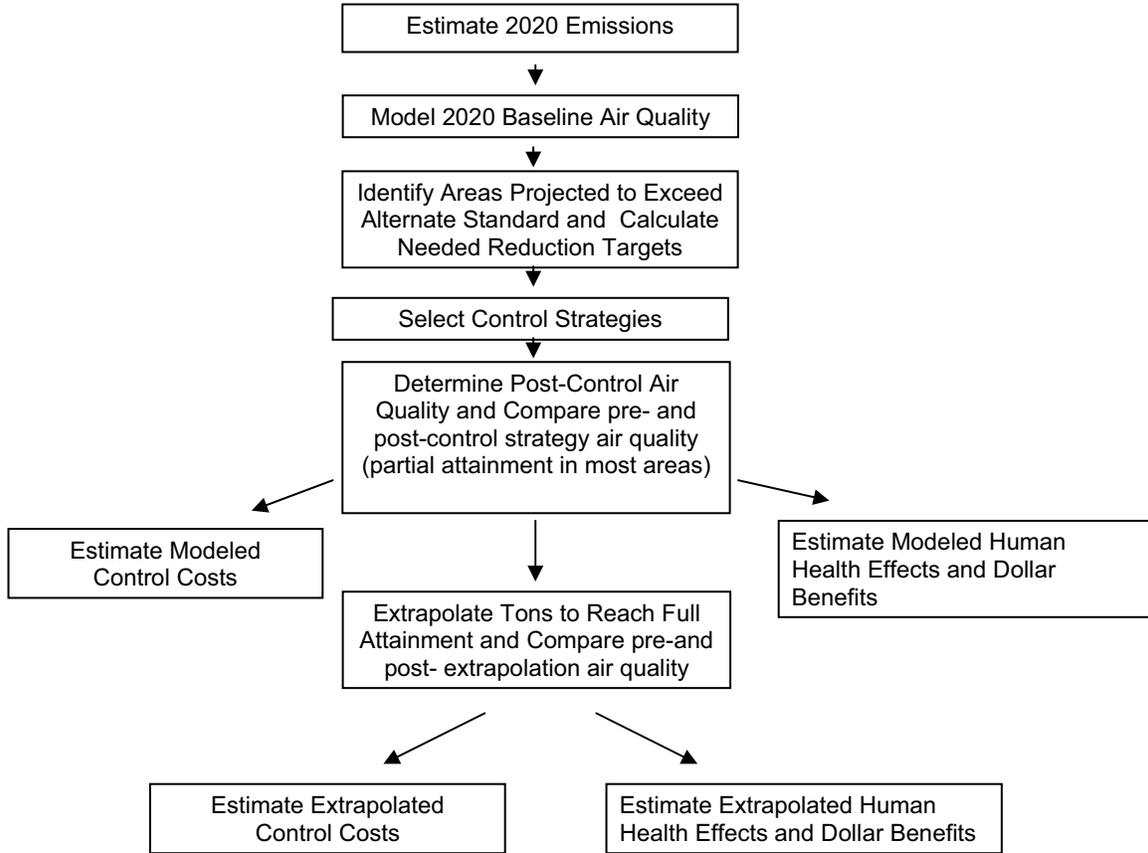 Estimate 2020 Emissions
Model 2020 Baseline Air Quality
Identify Areas Projected to Exceed
Alternate Standard and  Calculate
Needed Reduction Targets
Select Control Strategies
Determine Post-Control Air
Quality and Compare pre- and
post-control strategy air quality
(partial attainment in most areas)
Estimate Modeled
Control Costs
Estimate Modeled Human
Health Effects and Dollar
Benefits
Extrapolate Tons to Reach Full
Attainment and Compare pre-and
post- extrapolation air quality
Estimate Extrapolated
Control Costs
Estimate Extrapolated Human
Health Effects and Dollar Benefits